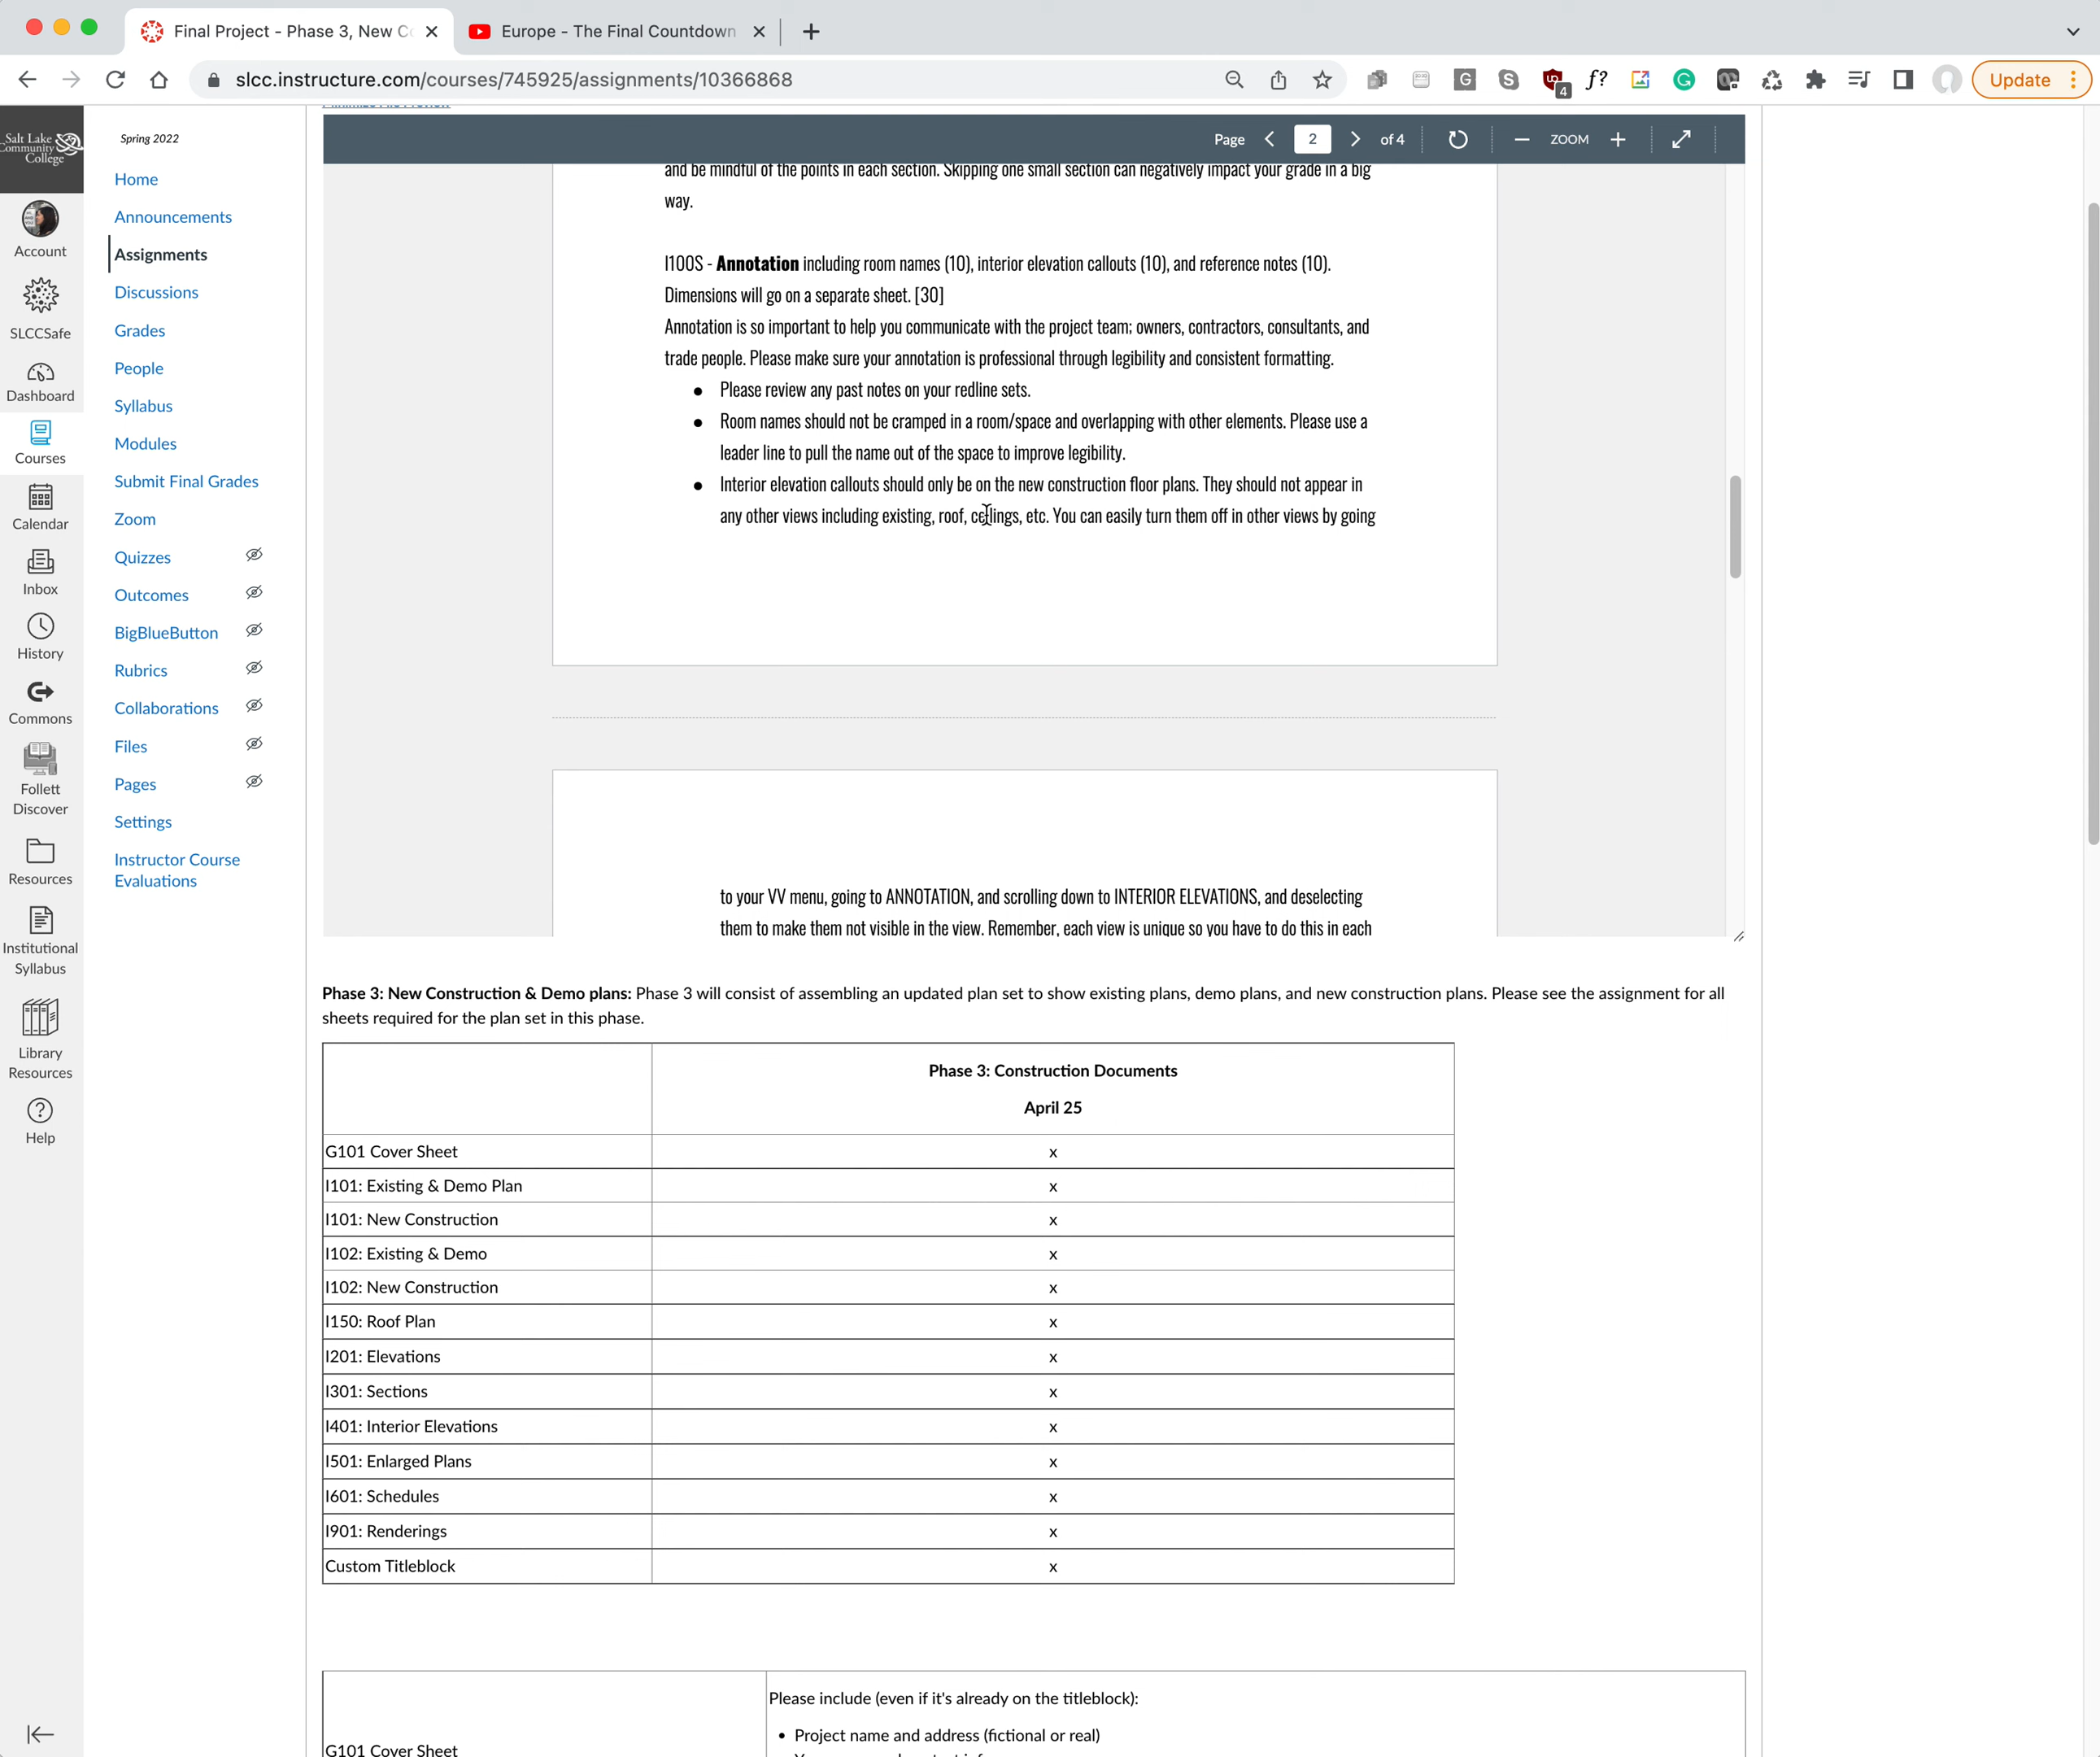 Final Project - Phase 3, New Co
Europe - The Final Countdown
slcc.instructure.com/courses/745925/assignments/10366868
4
f?
G
Update
Salt Lake
Community
College
Account
SLCCSafe
Dashboard
Courses
Calendar
Inbox
History
Commons
Follett
Discover
Resources
Institutional
Syllabus
Library
Resources
Help
Spring 2022
Home
Announcements
Assignments
Discussions
Grades
People
Syllabus
Modules
Submit Final Grades
Zoom
Quizzes
Outcomes
BigBlueButton
Rubrics
Collaborations
Files
Pages
Settings
Instructor Course
Evaluations
Page 2 of 4 ZOOM
and be mindful of the points in each section. Skipping one small section can negatively impact your grade in a big
way.
I100S - Annotation including room names (10), interior elevation callouts (10), and reference notes (10).
Dimensions will go on a separate sheet. [30]
Annotation is so important to help you communicate with the project team; owners, contractors, consultants, and
trade people. Please make sure your annotation is professional through legibility and consistent formatting.
● Please review any past notes on your redline sets.
● Room names should not be cramped in a room/space and overlapping with other elements. Please use a
leader line to pull the name out of the space to improve legibility.
● Interior elevation callouts should only be on the new construction floor plans. They should not appear in
any other views including existing, roof, ceilings, etc. You can easily turn them off in other views by going
to your VV menu, going to ANNOTATION, and scrolling down to INTERIOR ELEVATIONS, and deselecting
them to make them not visible in the view. Remember, each view is unique so you have to do this in each
Phase 3: New Construction & Demo plans: Phase 3 will consist of assembling an updated plan set to show existing plans, demo plans, and new construction plans. Please see the assignment for all
sheets required for the plan set in this phase.
Phase 3: Construction Documents
April 25
G101 Cover Sheet x
I101: Existing & Demo Plan x
I101: New Construction x
I102: Existing & Demo x
I102: New Construction x
I150: Roof Plan x
I201: Elevations x
I301: Sections x
I401: Interior Elevations x
I501: Enlarged Plans x
I601: Schedules x
I901: Renderings x
Custom Titleblock x
Please include (even if it's already on the titleblock):
• Project name and address (fictional or real)
G101 Cover Sheet